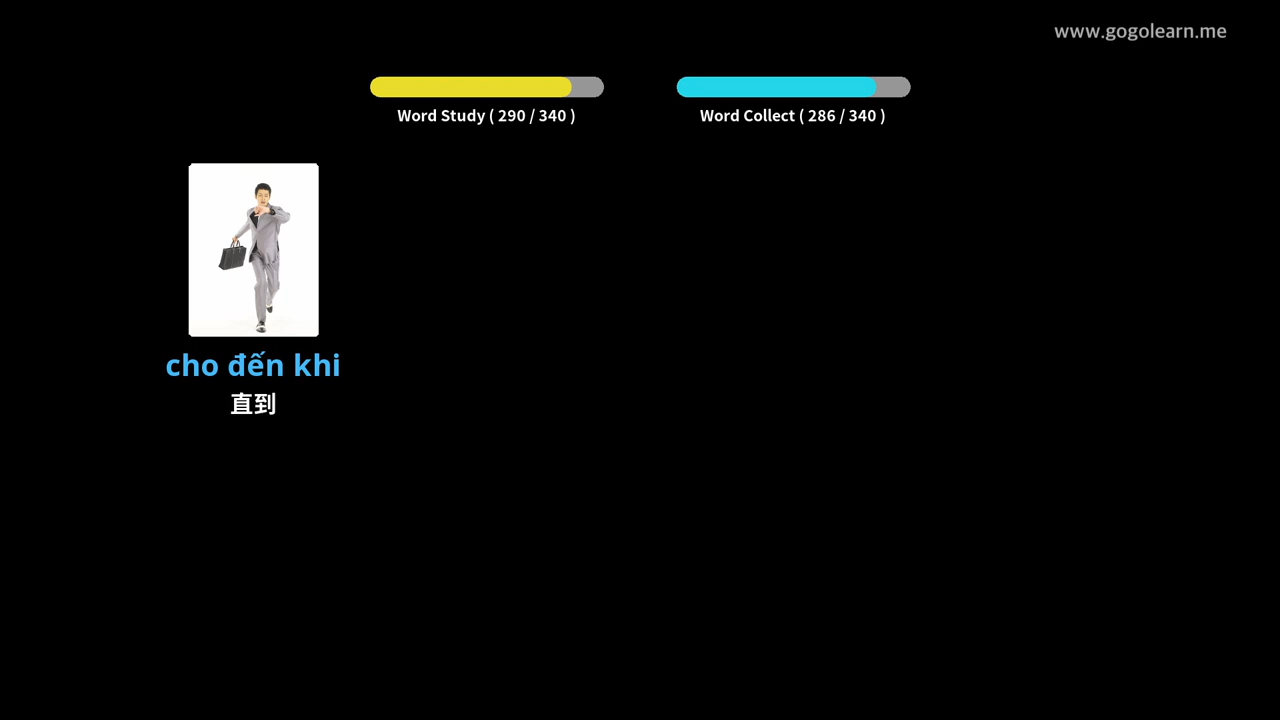 www.gogolearn.me
Word Study ( 290 / 340 )
Word Collect ( 286 / 340 )
cho đến khi
直到